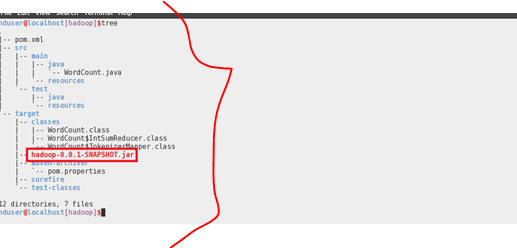 File Edit View Search Terminal Help
nduser@localhost[hadoop]$tree
.
|-- pom.xml
|-- src
|   |-- main
|   |   |-- java
|   |   |   `-- WordCount.java
|   |   `-- resources
|   `-- test
|       |-- java
|       `-- resources
`-- target
    |-- classes
    |   |-- WordCount.class
    |   |-- WordCount$IntSumReducer.class
    |   `-- WordCount$TokenizerMapper.class
    |-- hadoop-0.0.1-SNAPSHOT.jar
    |-- maven-archiver
    |   `-- pom.properties
    |-- surefire
    `-- test-classes
12 directories, 7 files
nduser@localhost[hadoop]$